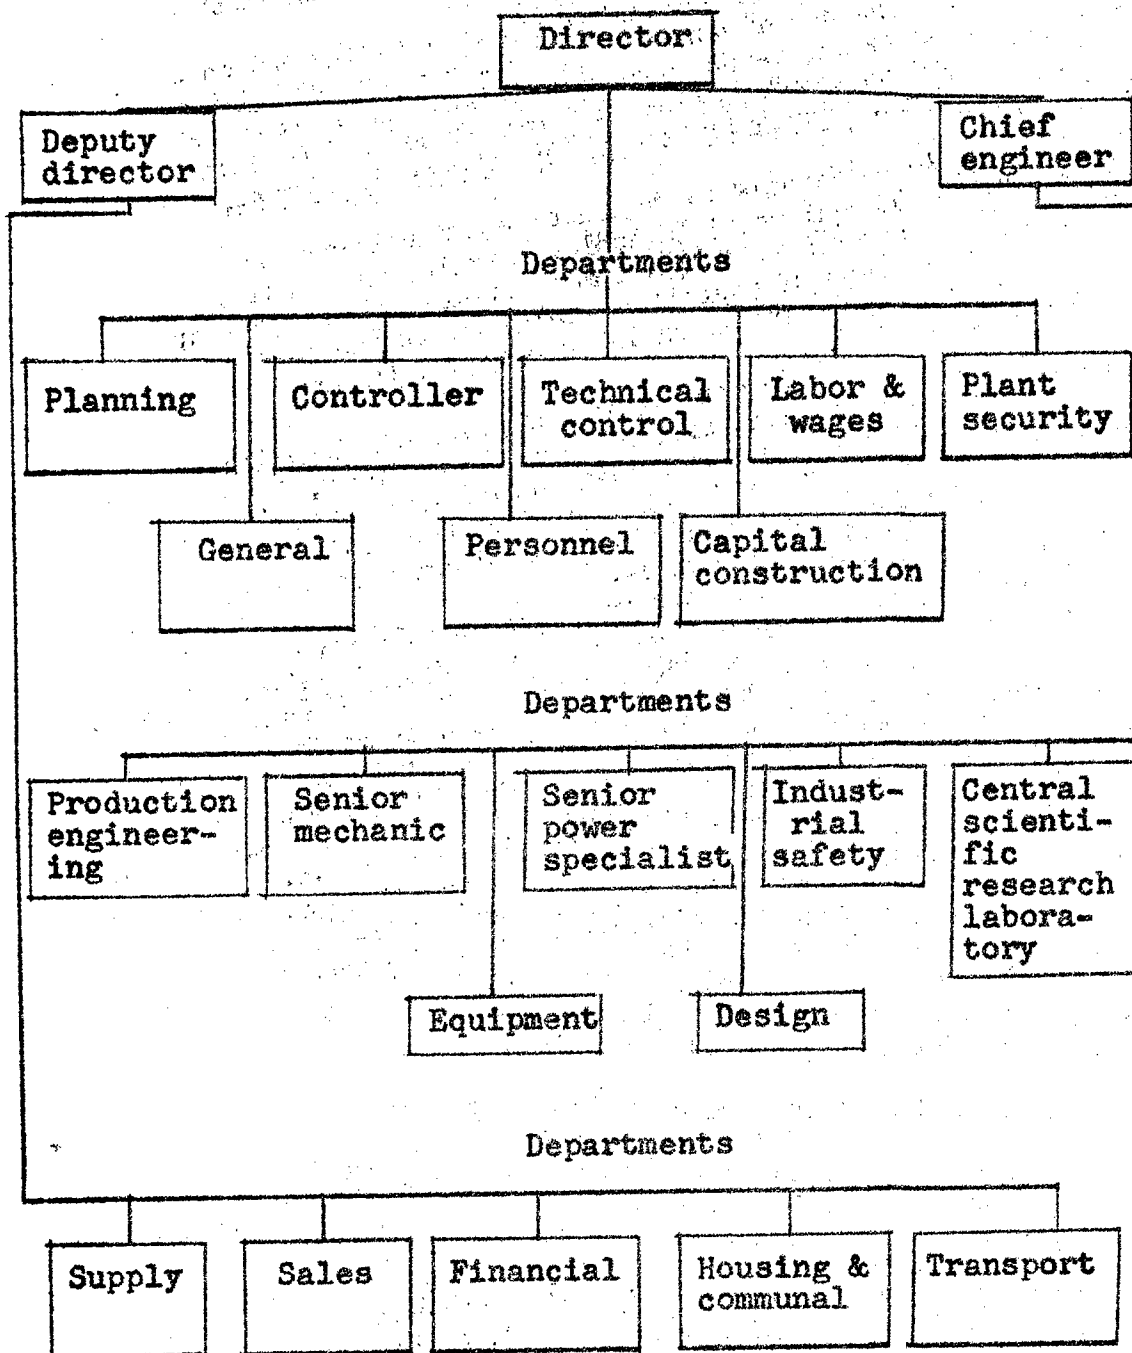 Director
Deputy
director
Chief
engineer
Departments
Planning
Controller
Technical
control
Labor &
wages
Plant
security
General
Personnel
Capital
construction
Departments
Production
engineer-
ing
Senior
mechanic
Senior
power
specialist
Indust-
rial
safety
Central
scienti-
fic
research
labora-
tory
Equipment
Design
Departments
Supply
Sales
Financial
Housing &
communal
Transport